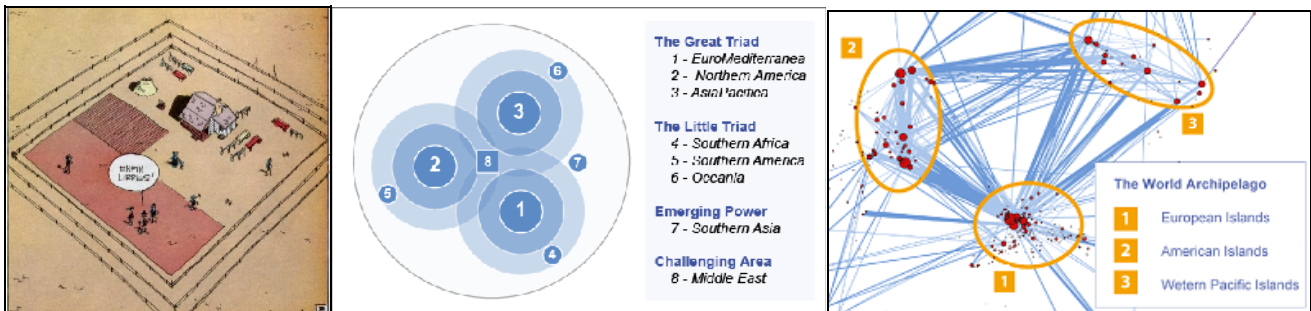 6
3
2
8
7
5
1
4
The Great Triad
1 - EuroMediterranea
2 - Northern America
3 - AsiaPacifica
The Little Triad
4 - Southern Africa
5 - Southern America
6 - Oceania
Emerging Power
7 - Southern Asia
Challenging Area
8 - Middle East
2
3
1
The World Archipelago
1 European Islands
2 American Islands
3 Wetern Pacific Islands